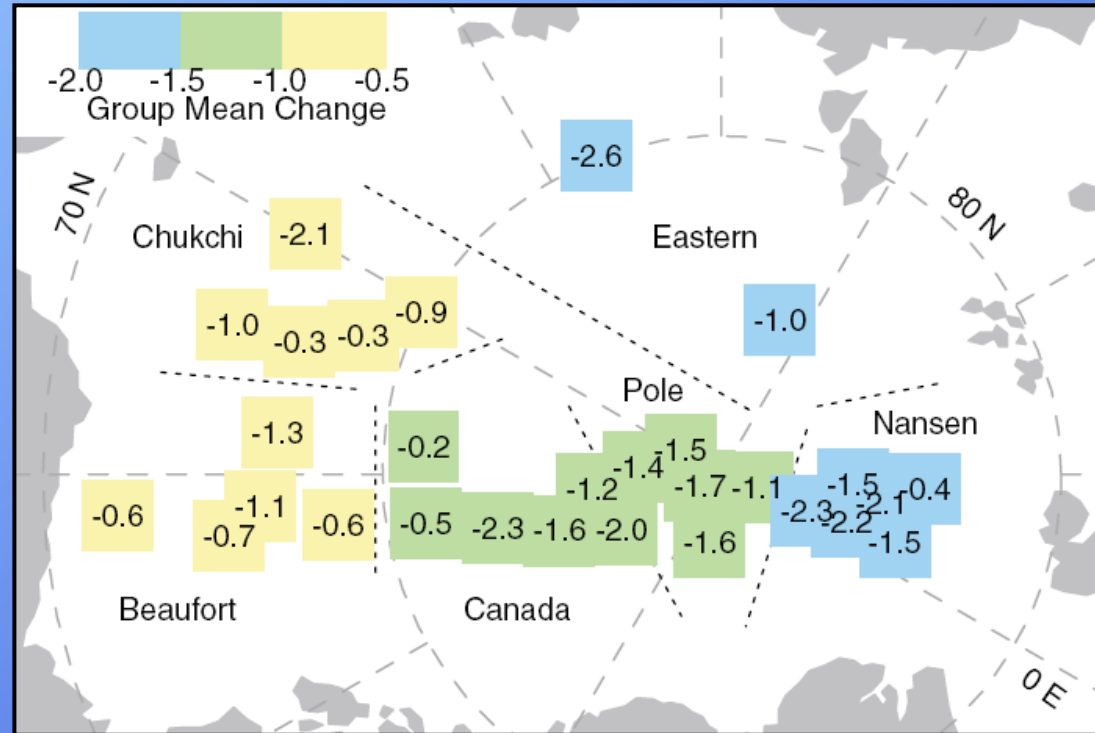 -2.0 -1.5 -1.0 -0.5
Group Mean Change
-2.6
70 N
80 N
Chukchi
-2.1
Eastern
-1.0
-0.3
-0.3
-0.9
-1.0
Pole
Nansen
-1.3
-0.2
-1.2
-1.4
-1.5
-1.7
-1.1
-1.6
-2.3
-1.5
-2.1
-0.4
-2.2
-1.5
-0.6
-0.7
-1.1
-0.6
-0.5
-2.3
-1.6
-2.0
Beaufort
Canada
0 E